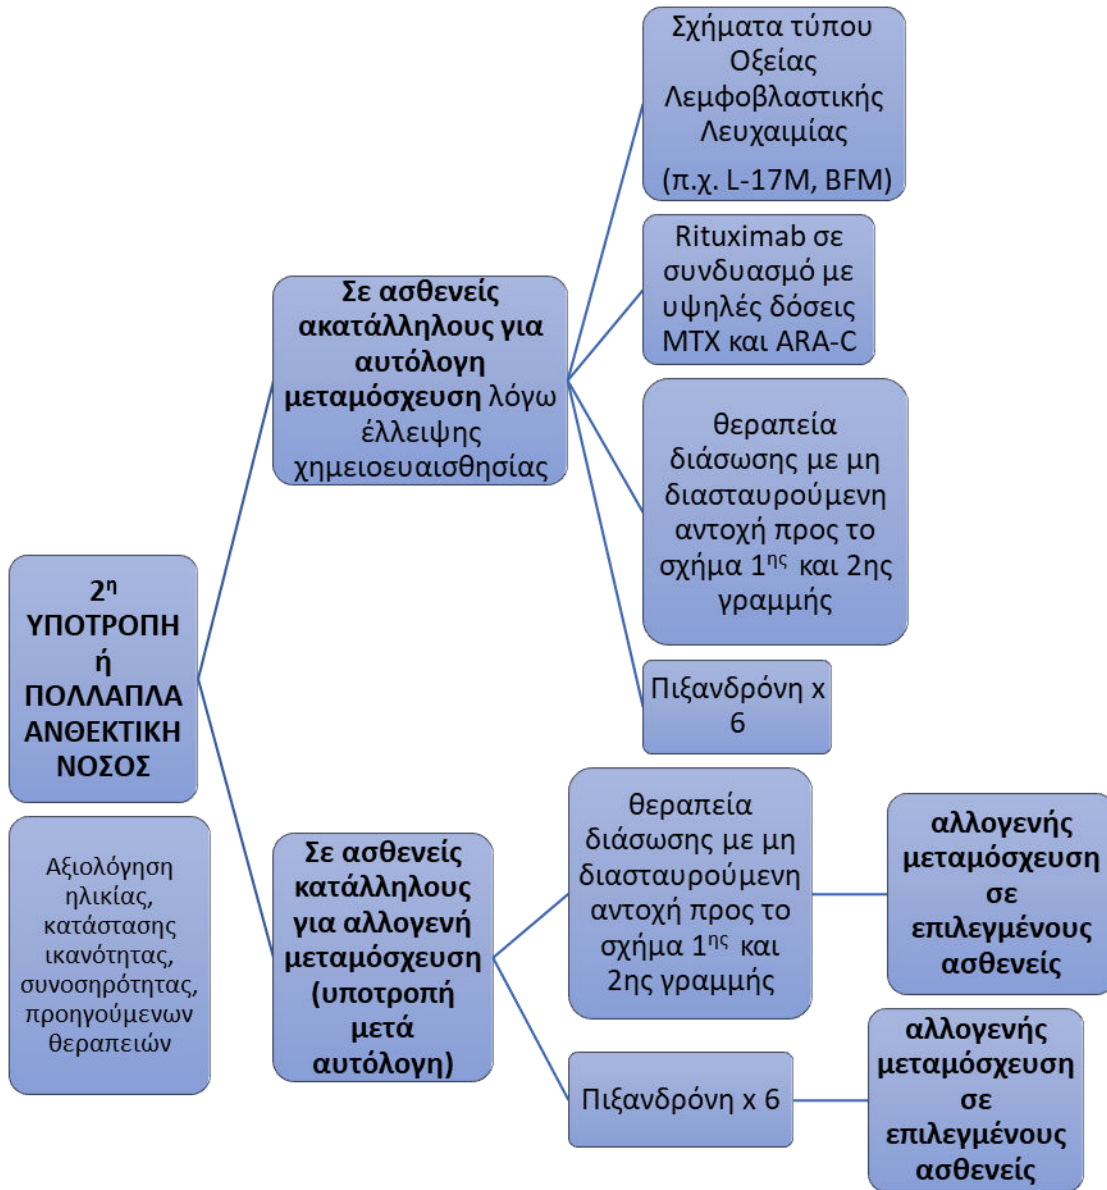 2η
ΥΠΟΤΡΟΠΗ
ή
ΠΟΛΛΑΠΛΑ
ΑΝΘΕΚΤΙΚΗ
ΝΟΣΟΣ
Αξιολόγηση
ηλικίας,
κατάστασης
ικανότητας,
συνοσηρότητας,
προηγούμενων
θεραπειών
Σε ασθενείς
ακατάλληλους για
αυτόλογη
μεταμόσχευση λόγω
έλλειψης
χημειοευαισθησίας
Σχήματα τύπου
Οξείας
Λεμφοβλαστικής
Λευχαιμίας
(π.χ. L-17M, BFM)
Rituximab σε
συνδυασμό με
υψηλές δόσεις
MTX και ARA-C
θεραπεία
διάσωσης με μη
διασταυρούμενη
αντοχή προς το
σχήμα 1ης και 2ης
γραμμής
Πιξανδρόνη x
6
Σε ασθενείς
κατάλληλους
για αλλογενή
μεταμόσχευση
(υποτροπή
μετά
αυτόλογη)
θεραπεία
διάσωσης με μη
διασταυρούμενη
αντοχή προς το
σχήμα 1ης και
2ης γραμμής
αλλογενής
μεταμόσχευση
σε
επιλεγμένους
ασθενείς
Πιξανδρόνη x 6
αλλογενής
μεταμόσχευση
σε
επιλεγμένους
ασθενείς